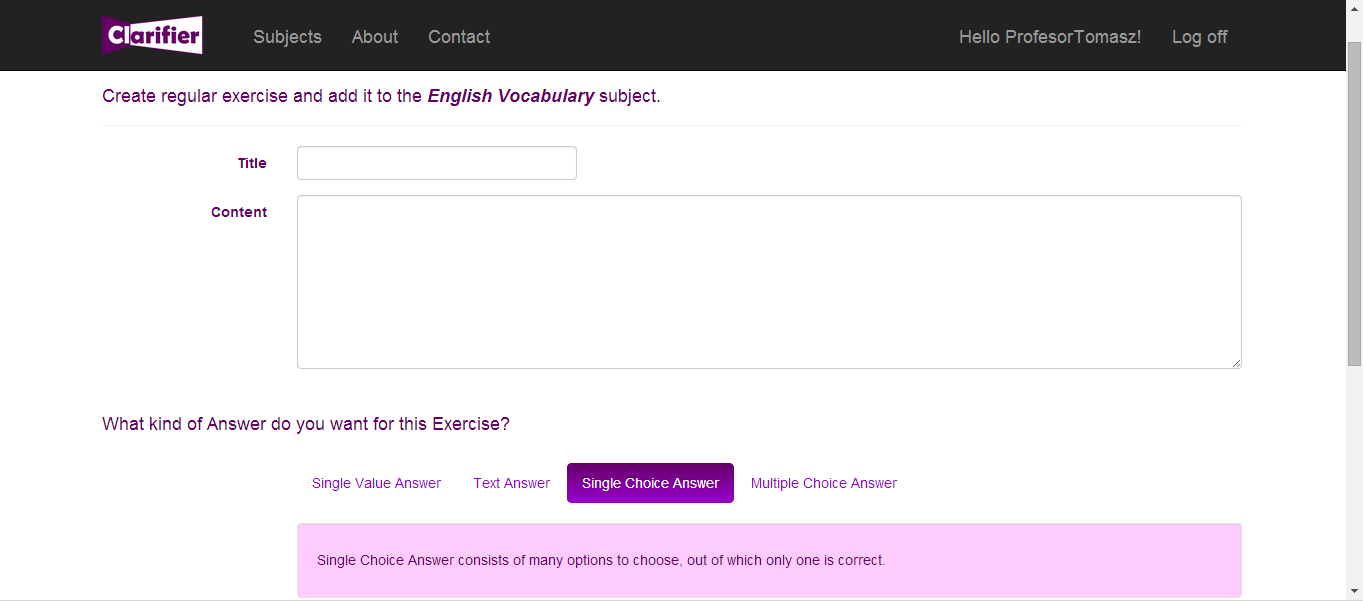 Clarifier Subjects About Contact Hello ProfesorTomasz! Log off
Create regular exercise and add it to the English Vocabulary subject.
Title
Content
What kind of Answer do you want for this Exercise?
Single Value Answer Text Answer Single Choice Answer Multiple Choice Answer
Single Choice Answer consists of many options to choose, out of which only one is correct.